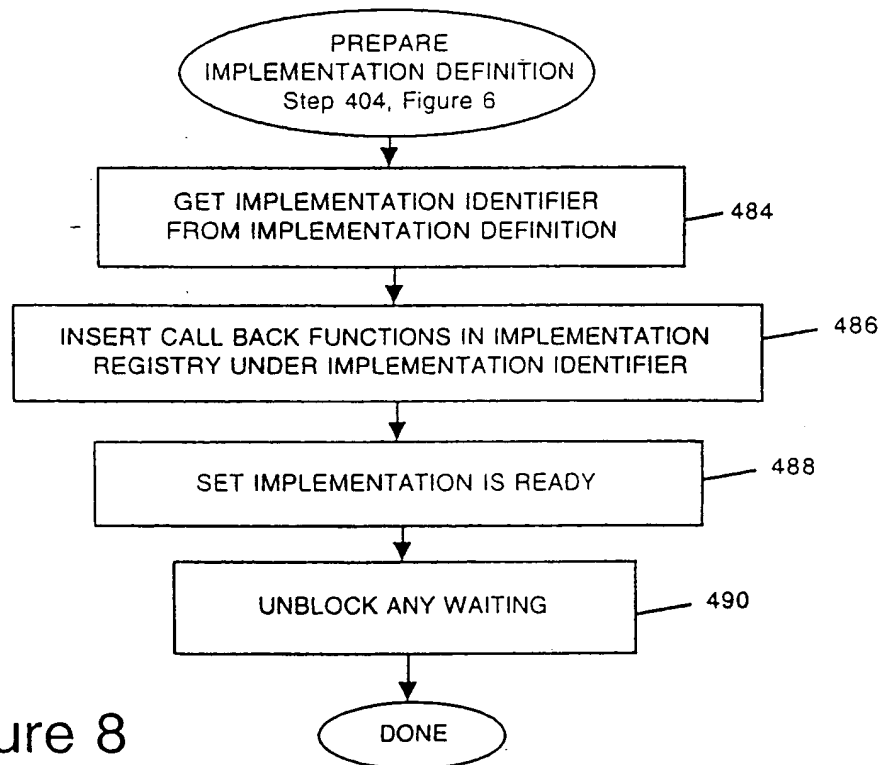 PREPARE
IMPLEMENTATION DEFINITION
Step 404, Figure 6
GET IMPLEMENTATION IDENTIFIER
FROM IMPLEMENTATION DEFINITION
484
INSERT CALL BACK FUNCTIONS IN IMPLEMENTATION
REGISTRY UNDER IMPLEMENTATION IDENTIFIER
486
SET IMPLEMENTATION IS READY
488
UNBLOCK ANY WAITING
490
DONE
ure 8